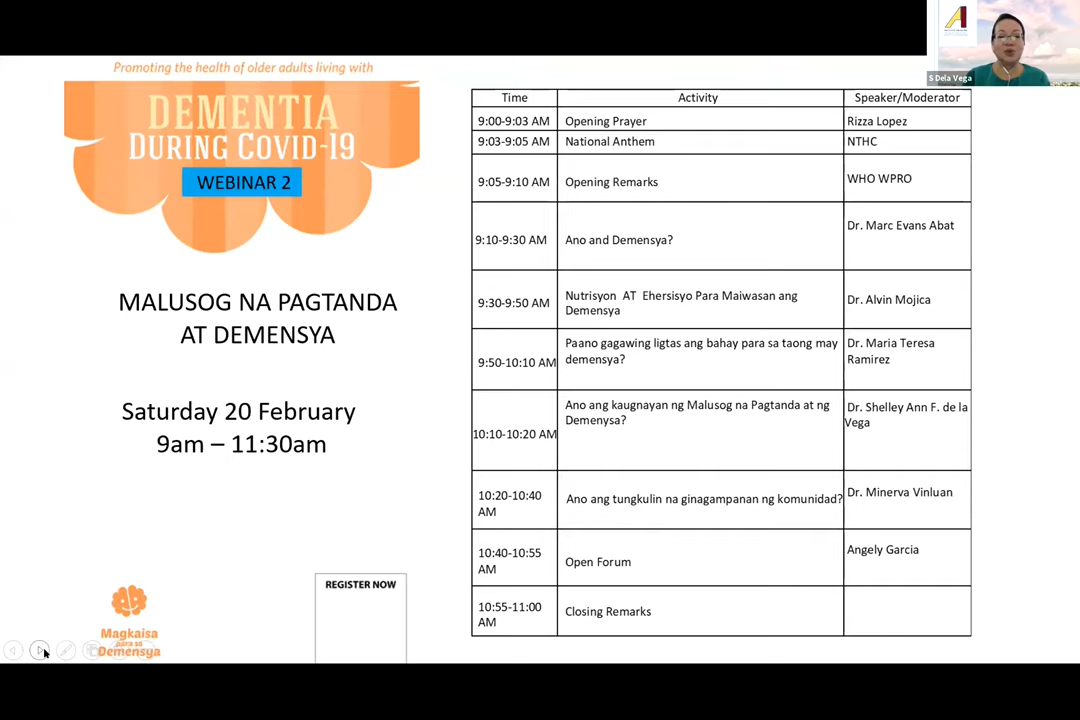 S Dela Vega
Promoting the health of older adults living with
DEMENTIA
DURING COVID-19
WEBINAR 2
MALUSOG NA PAGTANDA
AT DEMENSYA
Saturday 20 February
9am – 11:30am
Magkaisa
para sa
Demensya
REGISTER NOW
Time Activity Speaker/Moderator
9:00-9:03 AM Opening Prayer Rizza Lopez
9:03-9:05 AM National Anthem NTHC
9:05-9:10 AM Opening Remarks WHO WPRO
9:10-9:30 AM Ano and Demensya? Dr. Marc Evans Abat
9:30-9:50 AM Nutrisyon AT Ehersisyo Para Maiwasan ang
Demensya Dr. Alvin Mojica
9:50-10:10 AM Paano gagawing ligtas ang bahay para sa taong may
demensya? Dr. Maria Teresa
Ramirez
10:10-10:20 AM Ano ang kaugnayan ng Malusog na Pagtanda at ng
Demenysa? Dr. Shelley Ann F. de la
Vega
10:20-10:40
AM Ano ang tungkulin na ginagampanan ng komunidad? Dr. Minerva Vinluan
10:40-10:55
AM Open Forum Angely Garcia
10:55-11:00
AM Closing Remarks